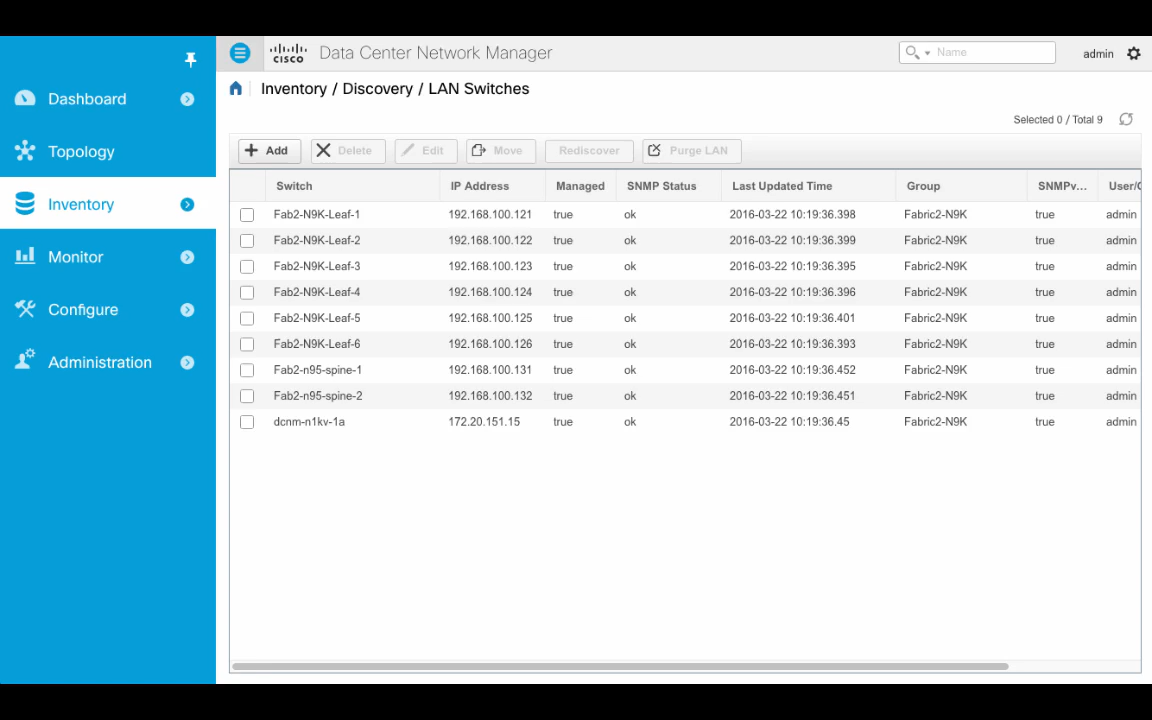 cisco Data Center Network Manager
Name
admin
Dashboard
Topology
Inventory
Monitor
Configure
Administration
Inventory / Discovery / LAN Switches
Selected 0 / Total 9
Add Delete Edit Move Rediscover Purge LAN
Switch IP Address Managed SNMP Status Last Updated Time Group SNMPv... User/
Fab2-N9K-Leaf-1 192.168.100.121 true ok 2016-03-22 10:19:36.398 Fabric2-N9K true admin
Fab2-N9K-Leaf-2 192.168.100.122 true ok 2016-03-22 10:19:36.399 Fabric2-N9K true admin
Fab2-N9K-Leaf-3 192.168.100.123 true ok 2016-03-22 10:19:36.395 Fabric2-N9K true admin
Fab2-N9K-Leaf-4 192.168.100.124 true ok 2016-03-22 10:19:36.396 Fabric2-N9K true admin
Fab2-N9K-Leaf-5 192.168.100.125 true ok 2016-03-22 10:19:36.401 Fabric2-N9K true admin
Fab2-N9K-Leaf-6 192.168.100.126 true ok 2016-03-22 10:19:36.393 Fabric2-N9K true admin
Fab2-n95-spine-1 192.168.100.131 true ok 2016-03-22 10:19:36.452 Fabric2-N9K true admin
Fab2-n95-spine-2 192.168.100.132 true ok 2016-03-22 10:19:36.451 Fabric2-N9K true admin
dcnm-n1kv-1a 172.20.151.15 true ok 2016-03-22 10:19:36.45 Fabric2-N9K true admin